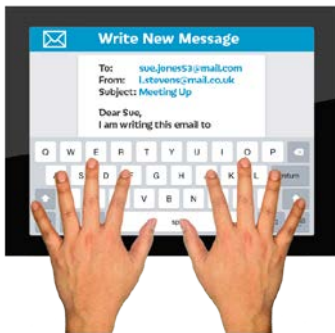 Write New Message
To: sue.jones53@mail.com
From: l.stevens@mail.co.uk
Subject: Meeting Up
Dear Sue,
I am writing this email to
Q W E R T Y U I O P
A S D F G H K L return
V B N